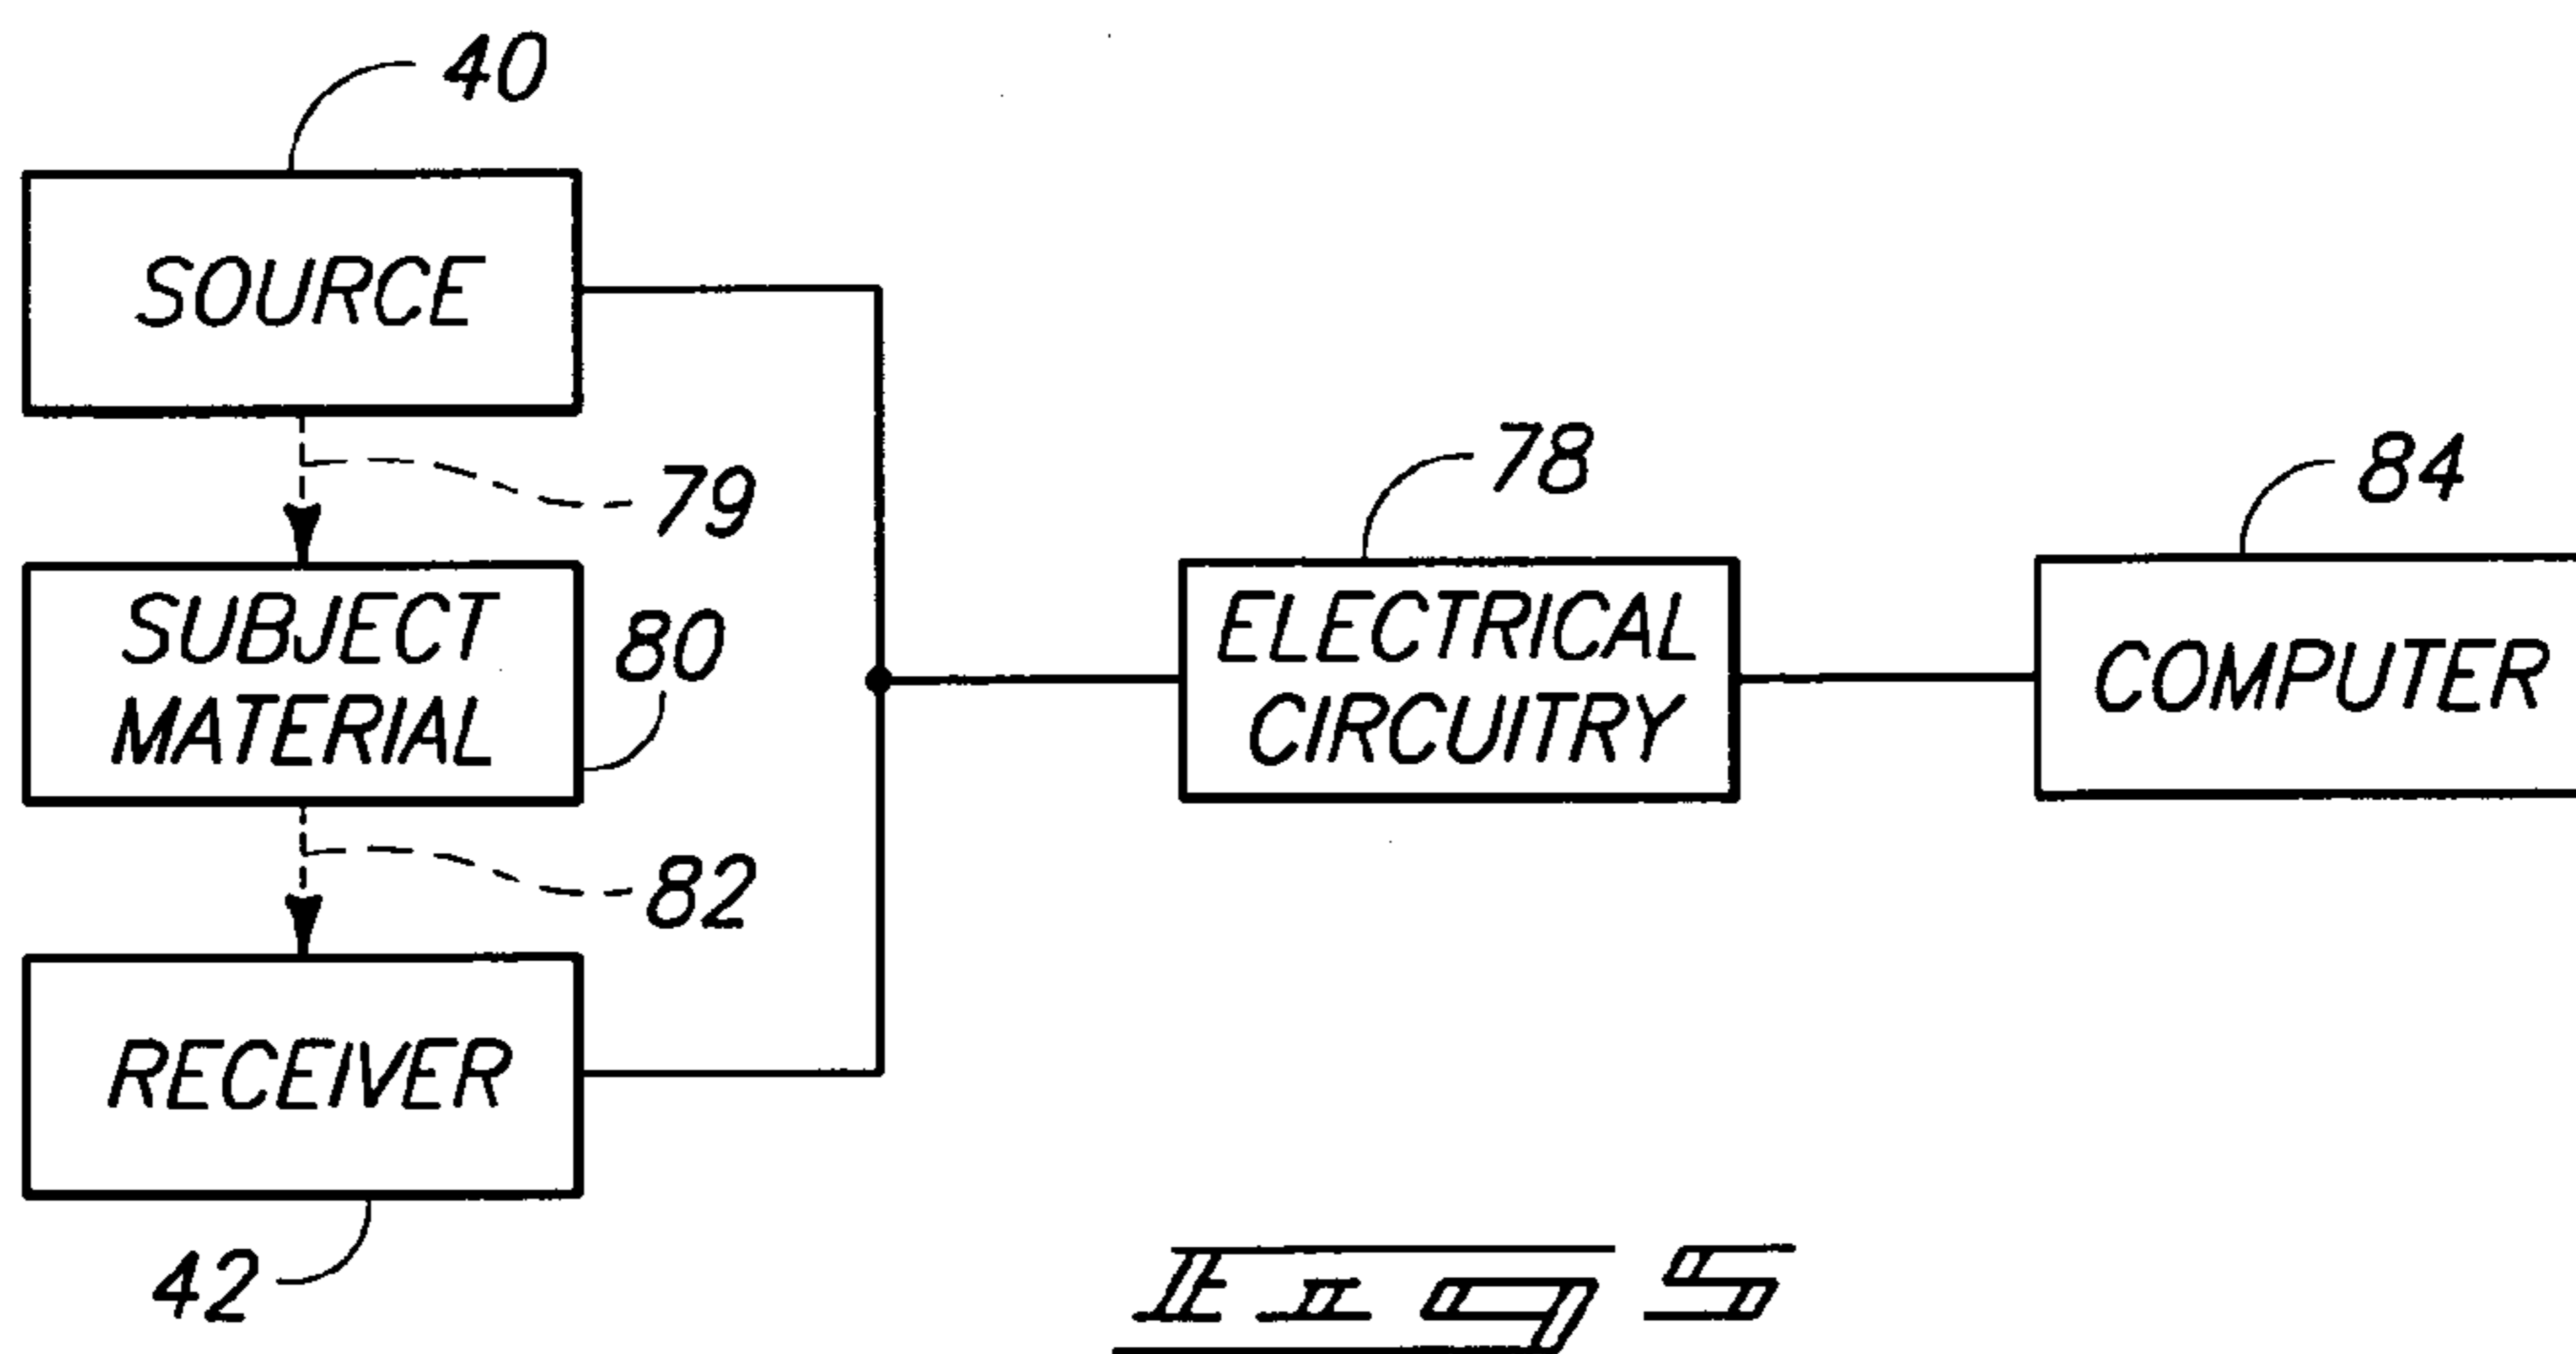 40
SOURCE
79
SUBJECT
MATERIAL
80
82
RECEIVER
42
78
ELECTRICAL
CIRCUITRY
84
COMPUTER
Fig 5